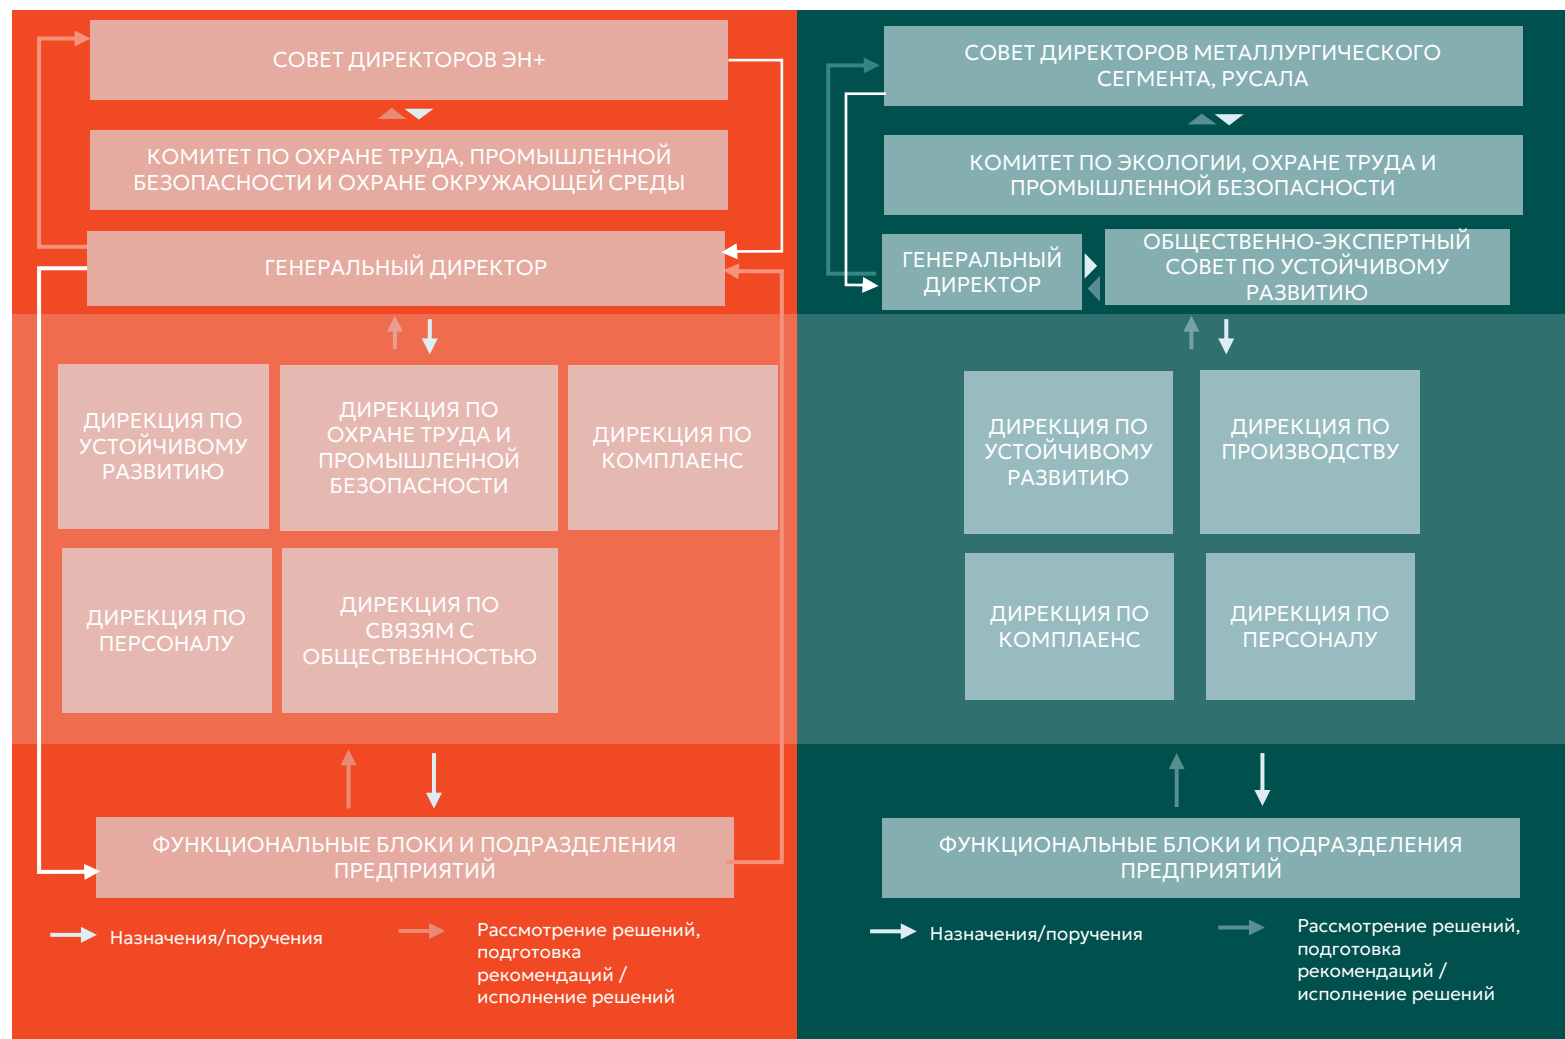 СОВЕТ ДИРЕКТОРОВ ЭН+
КОМИТЕТ ПО ОХРАНЕ ТРУДА, ПРОМЫШЛЕННОЙ
БЕЗОПАСНОСТИ И ОХРАНЕ ОКРУЖАЮЩЕЙ СРЕДЫ
ГЕНЕРАЛЬНЫЙ ДИРЕКТОР
ДИРЕКЦИЯ ПО
УСТОЙЧИВОМУ
РАЗВИТИЮ
ДИРЕКЦИЯ ПО
ОХРАНЕ ТРУДА И
ПРОМЫШЛЕННОЙ
БЕЗОПАСНОСТИ
ДИРЕКЦИЯ ПО
КОМПЛАЕНС
ДИРЕКЦИЯ ПО
ПЕРСОНАЛУ
ДИРЕКЦИЯ ПО
СВЯЗЯМ С
ОБЩЕСТВЕННОСТЬЮ
ФУНКЦИОНАЛЬНЫЕ БЛОКИ И ПОДРАЗДЕЛЕНИЯ
ПРЕДПРИЯТИЙ
Назначения/поручения
Рассмотрение решений,
подготовка
рекомендаций /
исполнение решений
СОВЕТ ДИРЕКТОРОВ МЕТАЛЛУРГИЧЕСКОГО
СЕГМЕНТА, РУСАЛА
КОМИТЕТ ПО ЭКОЛОГИИ, ОХРАНЕ ТРУДА И
ПРОМЫШЛЕННОЙ БЕЗОПАСНОСТИ
ГЕНЕРАЛЬНЫЙ
ДИРЕКТОР
ОБЩЕСТВЕННО-ЭКСПЕРТНЫЙ
СОВЕТ ПО УСТОЙЧИВОМУ
РАЗВИТИЮ
ДИРЕКЦИЯ ПО
УСТОЙЧИВОМУ
РАЗВИТИЮ
ДИРЕКЦИЯ ПО
ПРОИЗВОДСТВУ
ДИРЕКЦИЯ ПО
КОМПЛАЕНС
ДИРЕКЦИЯ ПО
ПЕРСОНАЛУ
ФУНКЦИОНАЛЬНЫЕ БЛОКИ И ПОДРАЗДЕЛЕНИЯ
ПРЕДПРИЯТИЙ
Назначения/поручения
Рассмотрение решений,
подготовка
рекомендаций /
исполнение решений